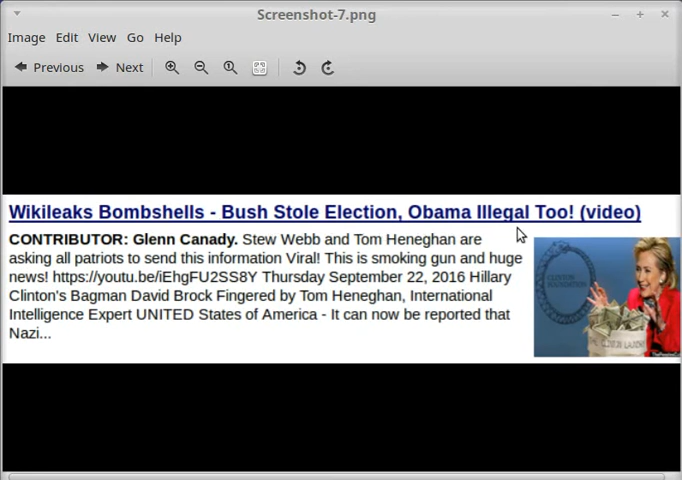 Screenshot-7.png
Image Edit View Go Help
Previous Next
Wikileaks Bombshells - Bush Stole Election, Obama Illegal Too! (video)
CONTRIBUTOR: Glenn Canady. Stew Webb and Tom Heneghan are
asking all patriots to send this information Viral! This is smoking gun and huge
news! https://youtu.be/iEhgFU2SS8Y Thursday September 22, 2016 Hillary
Clinton's Bagman David Brock Fingered by Tom Heneghan, International
Intelligence Expert UNITED States of America - It can now be reported that
Nazi...
CLINTON
FOUNDATION